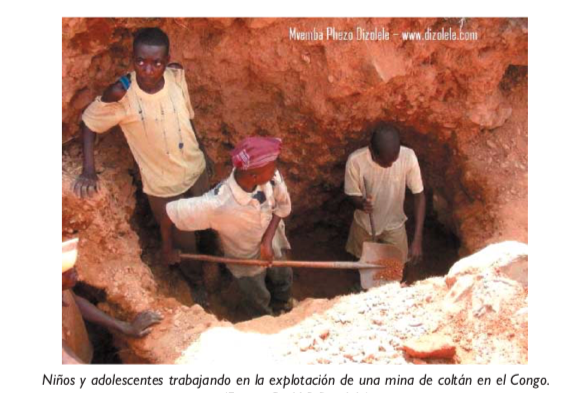 Mvemba Phezo Dizolele – www.dizolele.com
Niños y adolescentes trabajando en la explotación de una mina de coltán en el Congo.